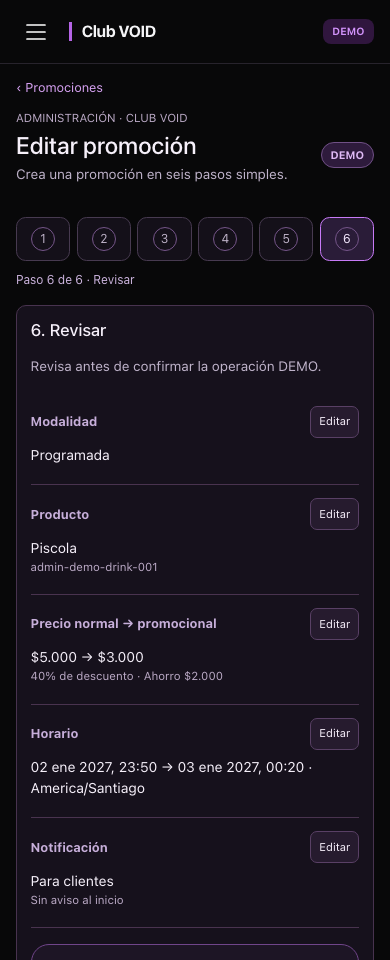 Club VOID
DEMO
‹ Promociones
ADMINISTRACIÓN · CLUB VOID
Editar promoción
DEMO
Crea una promoción en seis pasos simples.
1
2
3
4
5
6
Paso 6 de 6 · Revisar
6. Revisar
Revisa antes de confirmar la operación DEMO.
Modalidad
Editar
Programada
Producto
Editar
Piscola
admin-demo-drink-001
Precio normal → promocional
Editar
$5.000 → $3.000
40% de descuento · Ahorro $2.000
Horario
Editar
02 ene 2027, 23:50 → 03 ene 2027, 00:20 ·
America/Santiago
Notificación
Editar
Para clientes
Sin aviso al inicio